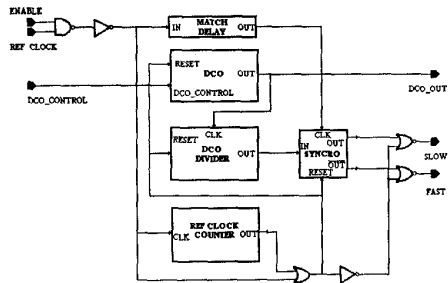 ENABLE
REF CLOCK
IN MATCH DELAY OUT
RESET
DCO OUT
DCO_CONTROL
DCO_CONTROL
DCO_OUT
CLK
RESET
DCO DIVIDER OUT
CLK
OUT
IN SYNCRO
OUT
RESET
SLOW
FAST
REF CLOCK COUNTER OUT
CLK